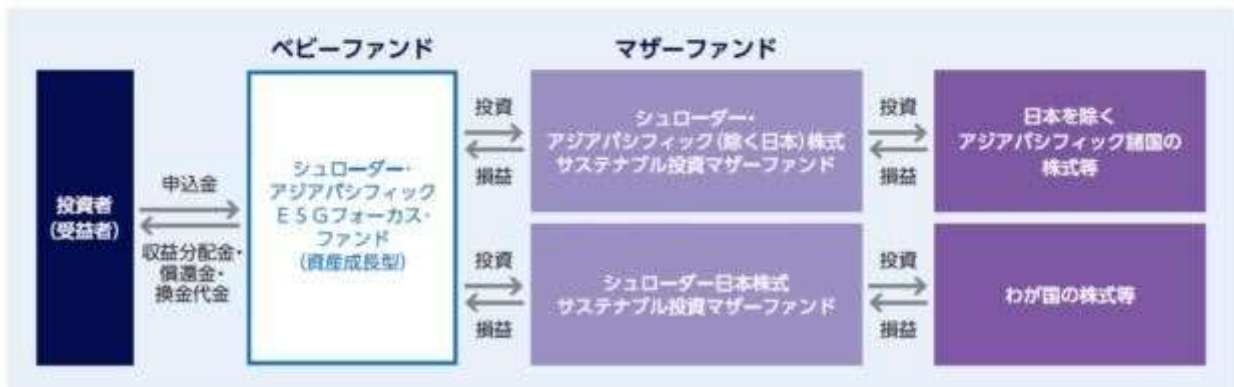 ベビーファンド
マザーファンド
投資者
(受益者)
申込金
収益分配金・
償還金・
換金代金
シュローダー・
アジアパシフィック
ESGフォーカス・
ファンド
(資産成長型)
投資
損益
シュローダー・
アジアパシフィック(除く日本)株式
サステナブル投資マザーファンド
投資
損益
日本を除く
アジアパシフィック諸国の
株式等
投資
損益
シュローダー日本株式
サステナブル投資マザーファンド
投資
損益
わが国の株式等